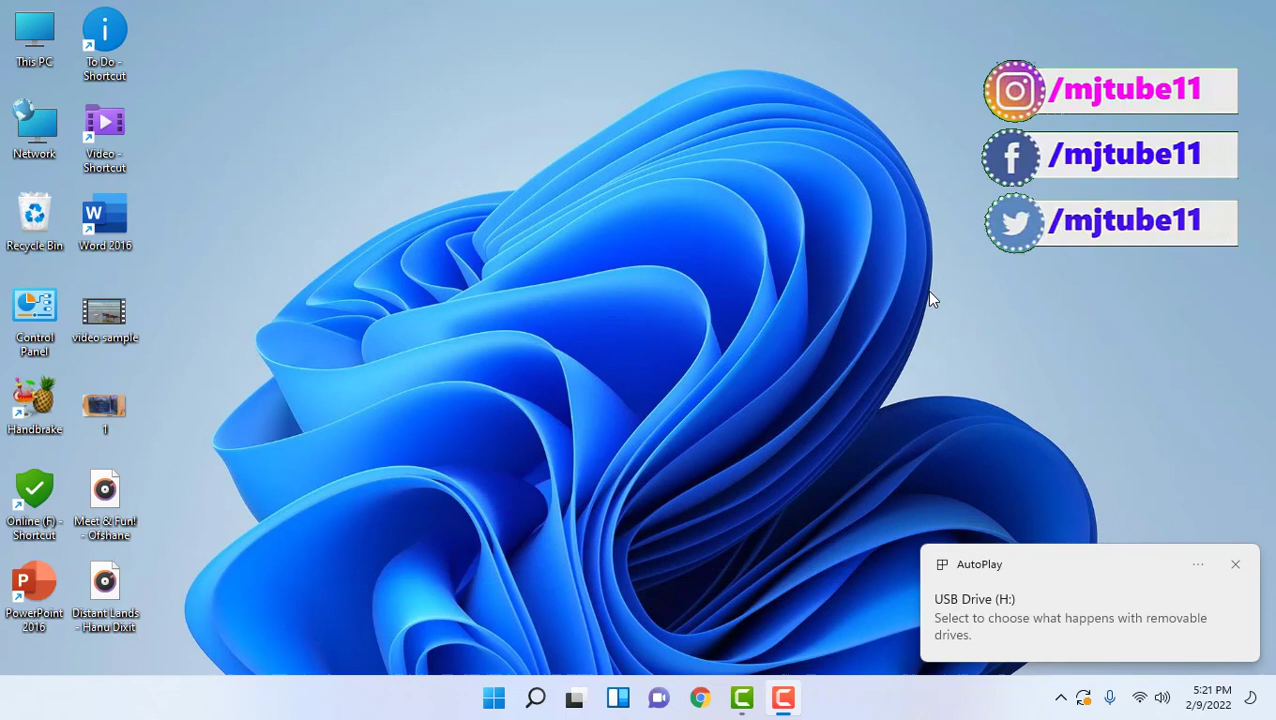 This PC
To Do -
Shortcut
Network
Video -
Shortcut
Recycle Bin
Word 2016
Control
Panel
video sample
Handbrake
1
Online (F) -
Shortcut
Meet & Fun!
- Ofshane
PowerPoint
2016
Distant Lands
- Hanu Dixit
/mjtube11
/mjtube11
/mjtube11
AutoPlay
USB Drive (H:)
Select to choose what happens with removable
drives.
5:21 PM
2/9/2022